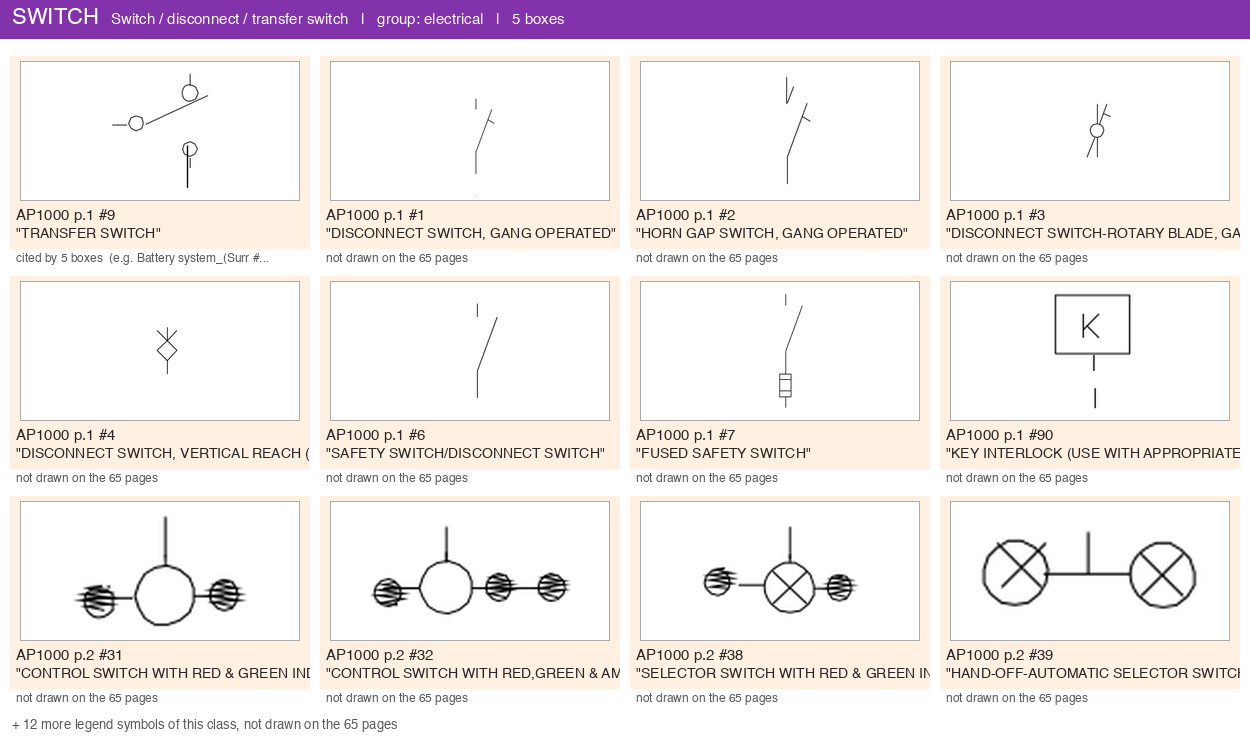 SWITCH Switch / disconnect / transfer switch | group: electrical | 5 boxes
AP1000 p.1 #9
"TRANSFER SWITCH"
cited by 5 boxes (e.g. Battery system_(Surr #...
AP1000 p.1 #1
"DISCONNECT SWITCH, GANG OPERATED"
not drawn on the 65 pages
AP1000 p.1 #2
"HORN GAP SWITCH, GANG OPERATED"
not drawn on the 65 pages
AP1000 p.1 #3
"DISCONNECT SWITCH-ROTARY BLADE, GA
not drawn on the 65 pages
AP1000 p.1 #4
"DISCONNECT SWITCH, VERTICAL REACH (
not drawn on the 65 pages
AP1000 p.1 #6
"SAFETY SWITCH/DISCONNECT SWITCH"
not drawn on the 65 pages
AP1000 p.1 #7
"FUSED SAFETY SWITCH"
not drawn on the 65 pages
K
AP1000 p.1 #90
"KEY INTERLOCK (USE WITH APPROPRIATE
not drawn on the 65 pages
AP1000 p.2 #31
"CONTROL SWITCH WITH RED & GREEN IND
not drawn on the 65 pages
AP1000 p.2 #32
"CONTROL SWITCH WITH RED,GREEN & AM
not drawn on the 65 pages
AP1000 p.2 #38
"SELECTOR SWITCH WITH RED & GREEN IN
not drawn on the 65 pages
AP1000 p.2 #39
"HAND-OFF-AUTOMATIC SELECTOR SWITCH
not drawn on the 65 pages
+ 12 more legend symbols of this class, not drawn on the 65 pages